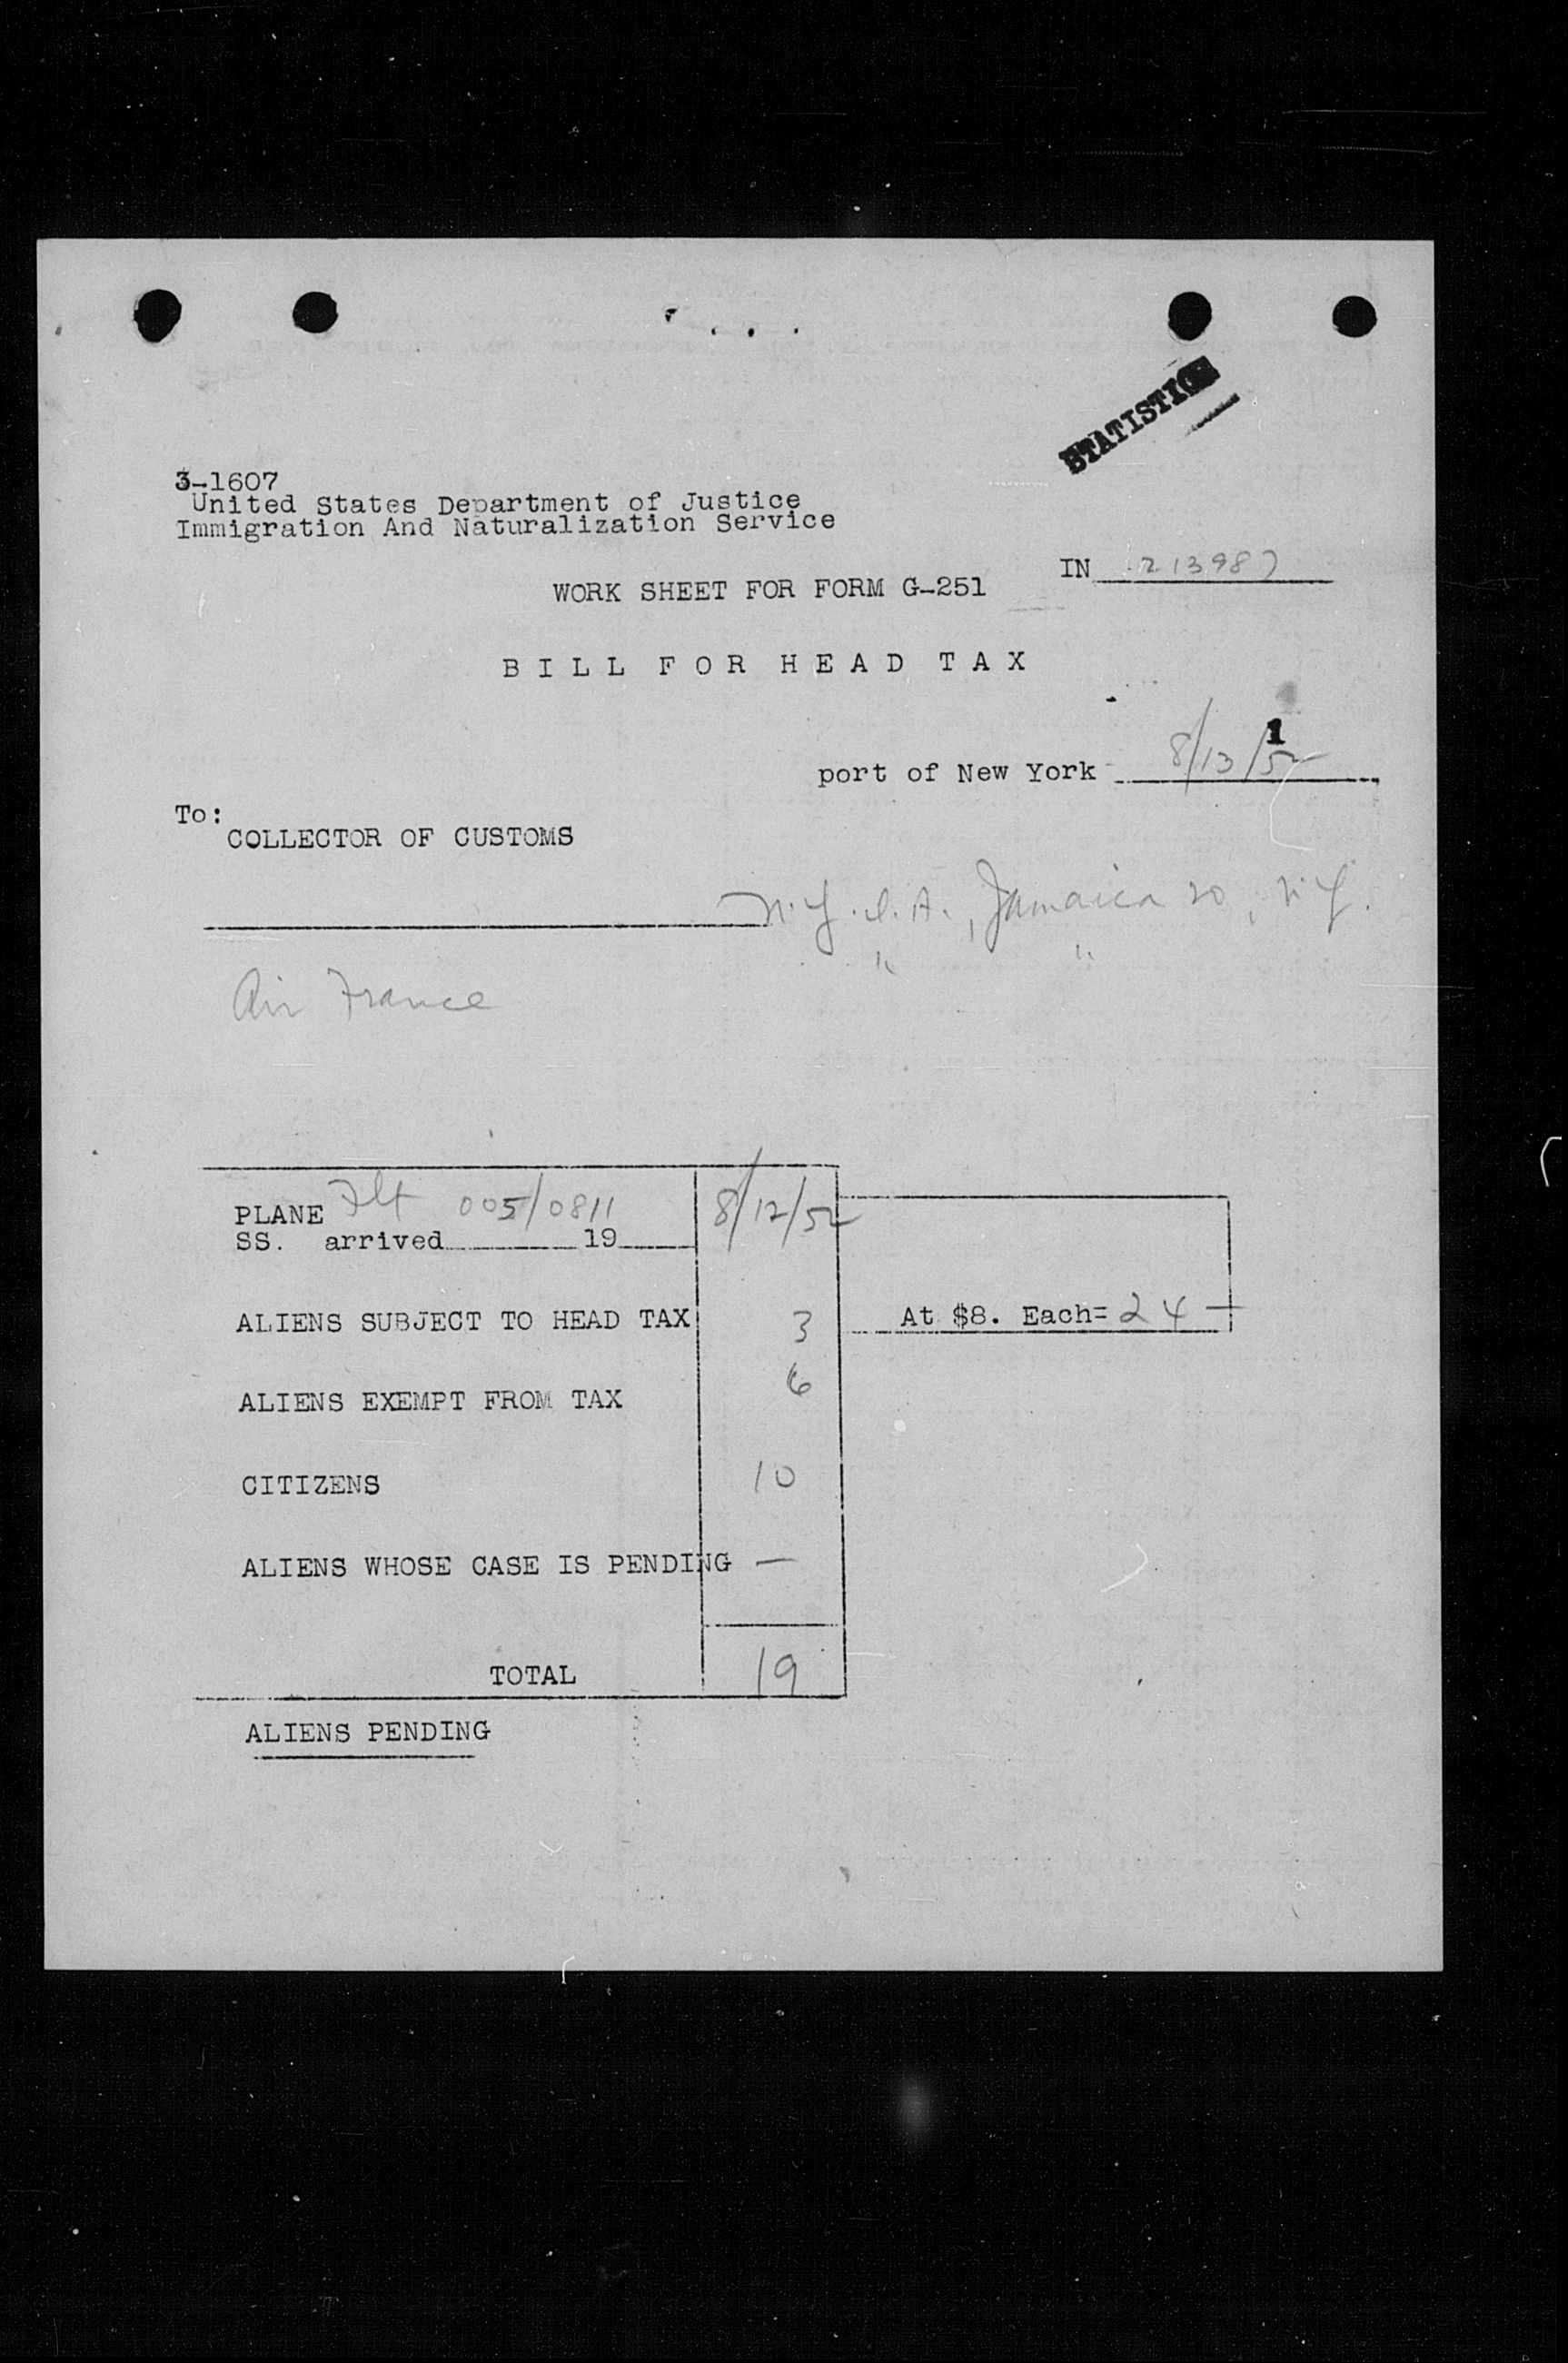 STATISTICS
3-1607
United States Department of Justice
Immigration And Naturalization Service
IN 213987
WORK SHEET FOR FORM G-251
BILL FOR HEAD TAX
1
port of New York 8/13/52
To:
COLLECTOR OF CUSTOMS
N.Y.I.A., Jamaica 20, N.Y.
" "
Air France
PLANE Flt 005/0811 8/12/52
SS. arrived 19
ALIENS SUBJECT TO HEAD TAX 3 At $8. Each= 24
ALIENS EXEMPT FROM TAX 6
CITIZENS 10
ALIENS WHOSE CASE IS PENDING —
TOTAL 19
ALIENS PENDING